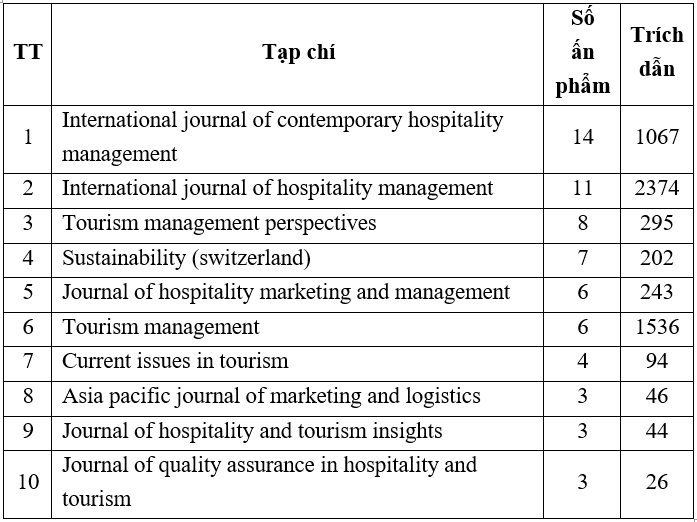 TT Tạp chí Số ấn phẩm Trích dẫn
1 International journal of contemporary hospitality management 14 1067
2 International journal of hospitality management 11 2374
3 Tourism management perspectives 8 295
4 Sustainability (switzerland) 7 202
5 Journal of hospitality marketing and management 6 243
6 Tourism management 6 1536
7 Current issues in tourism 4 94
8 Asia pacific journal of marketing and logistics 3 46
9 Journal of hospitality and tourism insights 3 44
10 Journal of quality assurance in hospitality and tourism 3 26